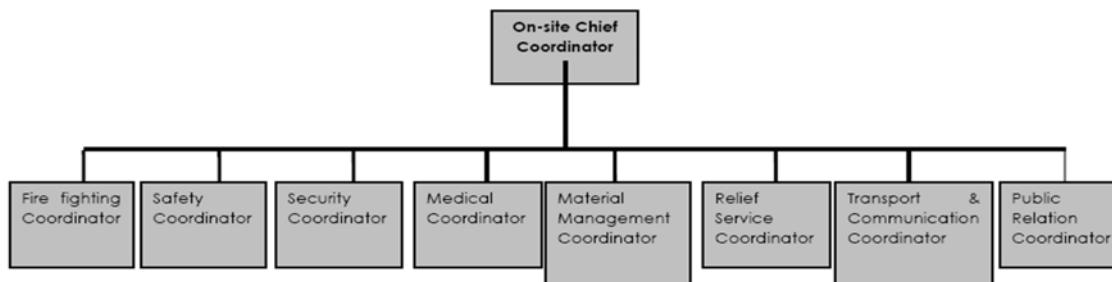 On-site Chief
Coordinator
Fire fighting
Coordinator
Safety
Coordinator
Security
Coordinator
Medical
Coordinator
Material
Management
Coordinator
Relief
Service
Coordinator
Transport &
Communication
Coordinator
Public
Relation
Coordinator